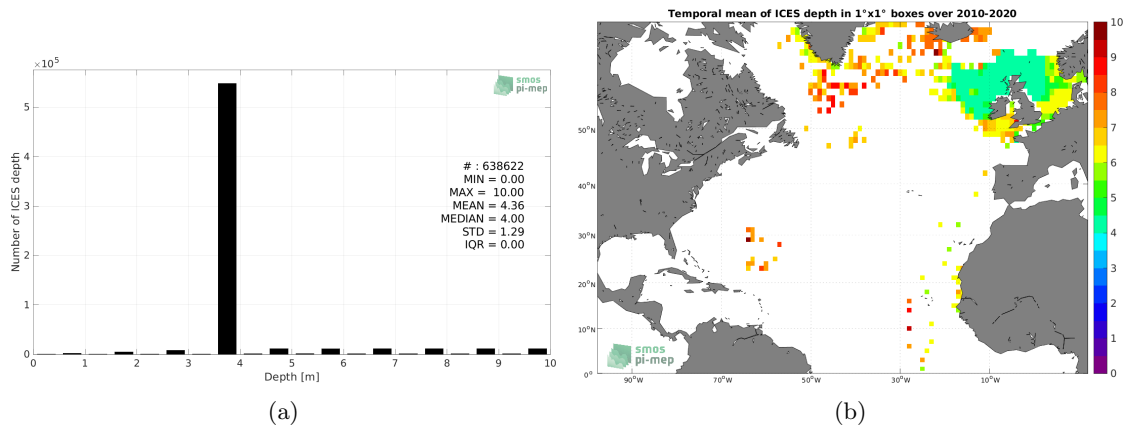 ×10⁵
5
4
3
2
1
0
Number of ICES depth
smos
pi-mep
# : 638622
MIN = 0.00
MAX = 10.00
MEAN = 4.36
MEDIAN = 4.00
STD = 1.29
IQR = 0.00
0 1 2 3 4 5 6 7 8 9 10
Depth [m]
(a)
Temporal mean of ICES depth in 1°x1° boxes over 2010-2020
50°N
40°N
30°N
20°N
10°N
0°
90°W 70°W 50°W 30°W 10°W
smos
pi-mep
10
9
8
7
6
5
4
3
2
1
0
(b)